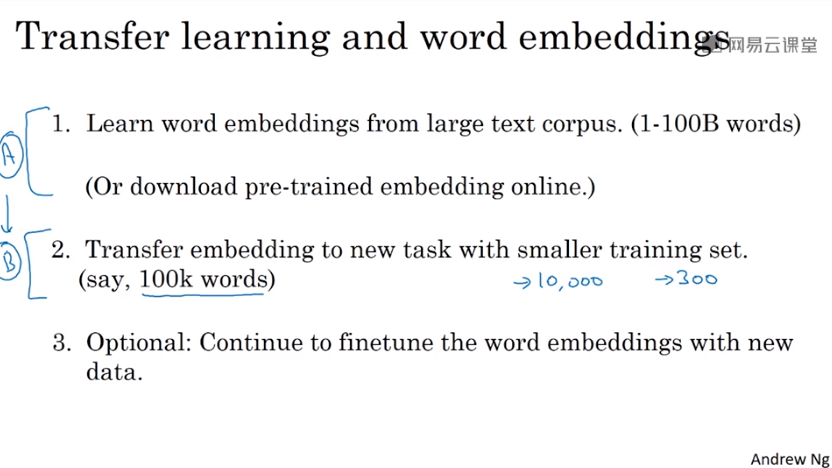 Transfer learning and word embeddings
网易云课堂
A
1. Learn word embeddings from large text corpus. (1-100B words)
(Or download pre-trained embedding online.)
B
2. Transfer embedding to new task with smaller training set.
(say, 100k words)
→10,000
→300
3. Optional: Continue to finetune the word embeddings with new
data.
Andrew Ng